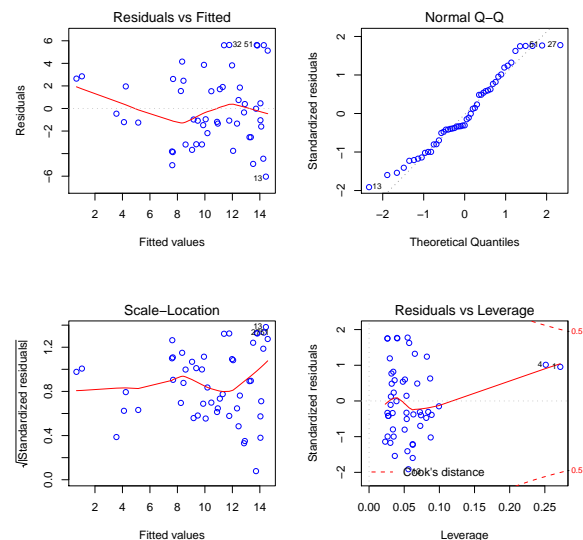 Residuals vs Fitted
Residuals
6
2
−2
−6
32 51
13
2 4 6 8 10 12 14
Fitted values
Normal Q−Q
Standardized residuals
2
1
0
−1
−2
51 27
13
−2 −1 0 1 2
Theoretical Quantiles
Scale−Location
√|Standardized residuals|
1.2
0.8
0.4
0.0
13
2 4 6 8 10 12 14
Fitted values
Residuals vs Leverage
Standardized residuals
2
1
0
−1
−2
0.5
4
0.5
Cook's distance
0.00 0.05 0.10 0.15 0.20 0.25
Leverage